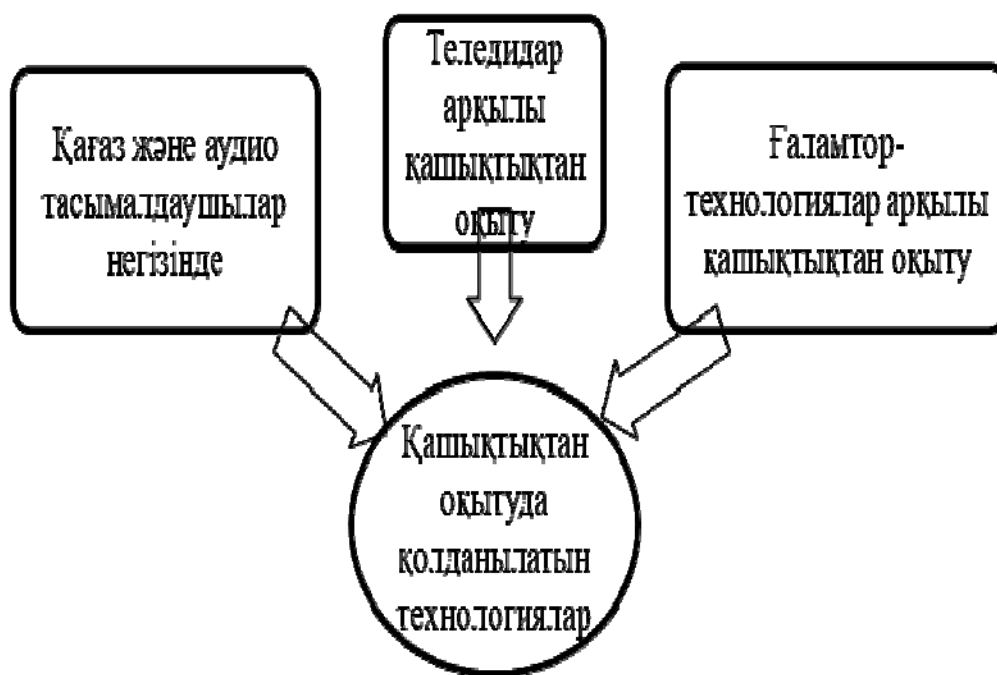 Қағаз және аудио
тасымалдаушылар
негізінде
Теледидар
арқылы
қашықтықтан
оқыту
Ғаламтор-
технологиялар арқылы
қашықтықтан оқыту
Қашықтықтан
оқытуда
қолданылатын
технологиялар